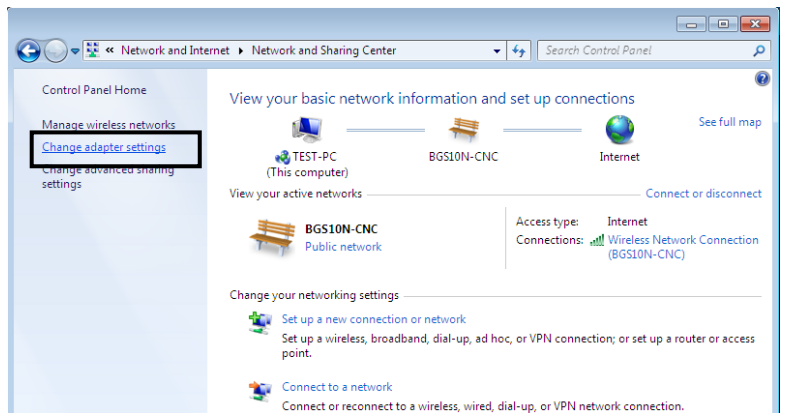 « Network and Internet ▸ Network and Sharing Center
Search Control Panel
Control Panel Home
Manage wireless networks
Change adapter settings
Change advanced sharing
settings
View your basic network information and set up connections
See full map
TEST-PC
(This computer)
BGS10N-CNC
Internet
View your active networks
Connect or disconnect
BGS10N-CNC
Public network
Access type: Internet
Connections: Wireless Network Connection
(BGS10N-CNC)
Change your networking settings
Set up a new connection or network
Set up a wireless, broadband, dial-up, ad hoc, or VPN connection; or set up a router or access
point.
Connect to a network
Connect or reconnect to a wireless, wired, dial-up, or VPN network connection.